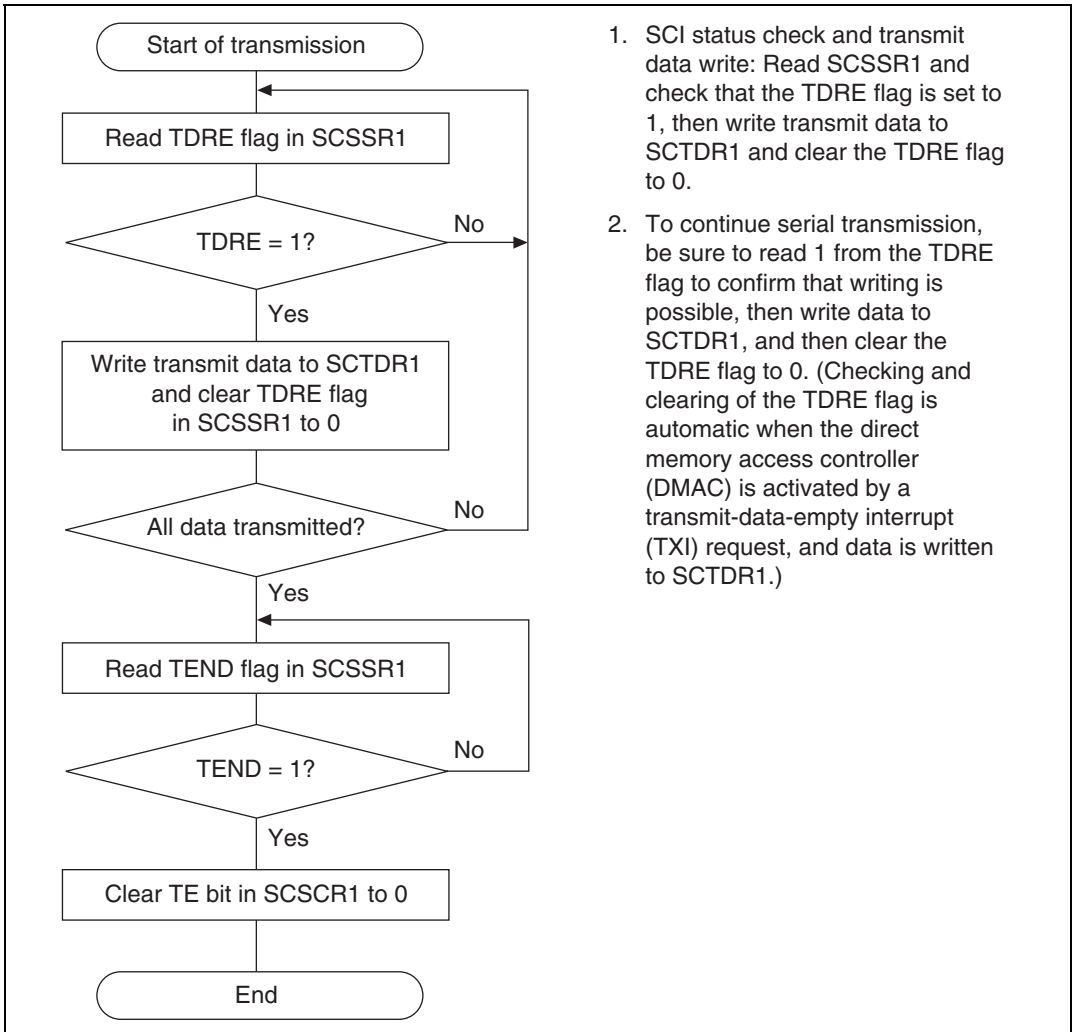 Start of transmission
Read TDRE flag in SCSSR1
TDRE = 1?
No
Yes
Write transmit data to SCTDR1
and clear TDRE flag
in SCSSR1 to 0
All data transmitted?
No
Yes
Read TEND flag in SCSSR1
TEND = 1?
No
Yes
Clear TE bit in SCSCR1 to 0
End
1. SCI status check and transmit
data write: Read SCSSR1 and
check that the TDRE flag is set to
1, then write transmit data to
SCTDR1 and clear the TDRE flag
to 0.
2. To continue serial transmission,
be sure to read 1 from the TDRE
flag to confirm that writing is
possible, then write data to
SCTDR1, and then clear the
TDRE flag to 0. (Checking and
clearing of the TDRE flag is
automatic when the direct
memory access controller
(DMAC) is activated by a
transmit-data-empty interrupt
(TXI) request, and data is written
to SCTDR1.)